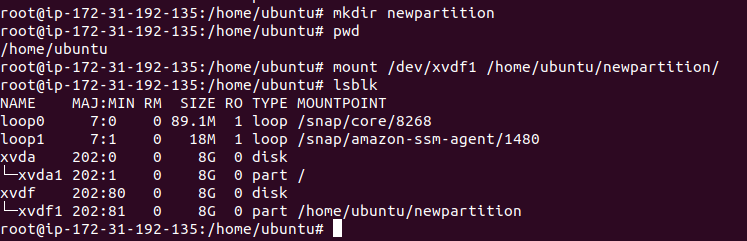 root@ip-172-31-192-135:/home/ubuntu# mkdir newpartition
root@ip-172-31-192-135:/home/ubuntu# pwd
/home/ubuntu
root@ip-172-31-192-135:/home/ubuntu# mount /dev/xvdf1 /home/ubuntu/newpartition/
root@ip-172-31-192-135:/home/ubuntu# lsblk
NAME    MAJ:MIN RM  SIZE RO TYPE MOUNTPOINT
loop0     7:0    0 89.1M  1 loop /snap/core/8268
loop1     7:1    0   18M  1 loop /snap/amazon-ssm-agent/1480
xvda    202:0    0    8G  0 disk
└─xvda1 202:1    0    8G  0 part /
xvdf    202:80   0    8G  0 disk
└─xvdf1 202:81   0    8G  0 part /home/ubuntu/newpartition
root@ip-172-31-192-135:/home/ubuntu#